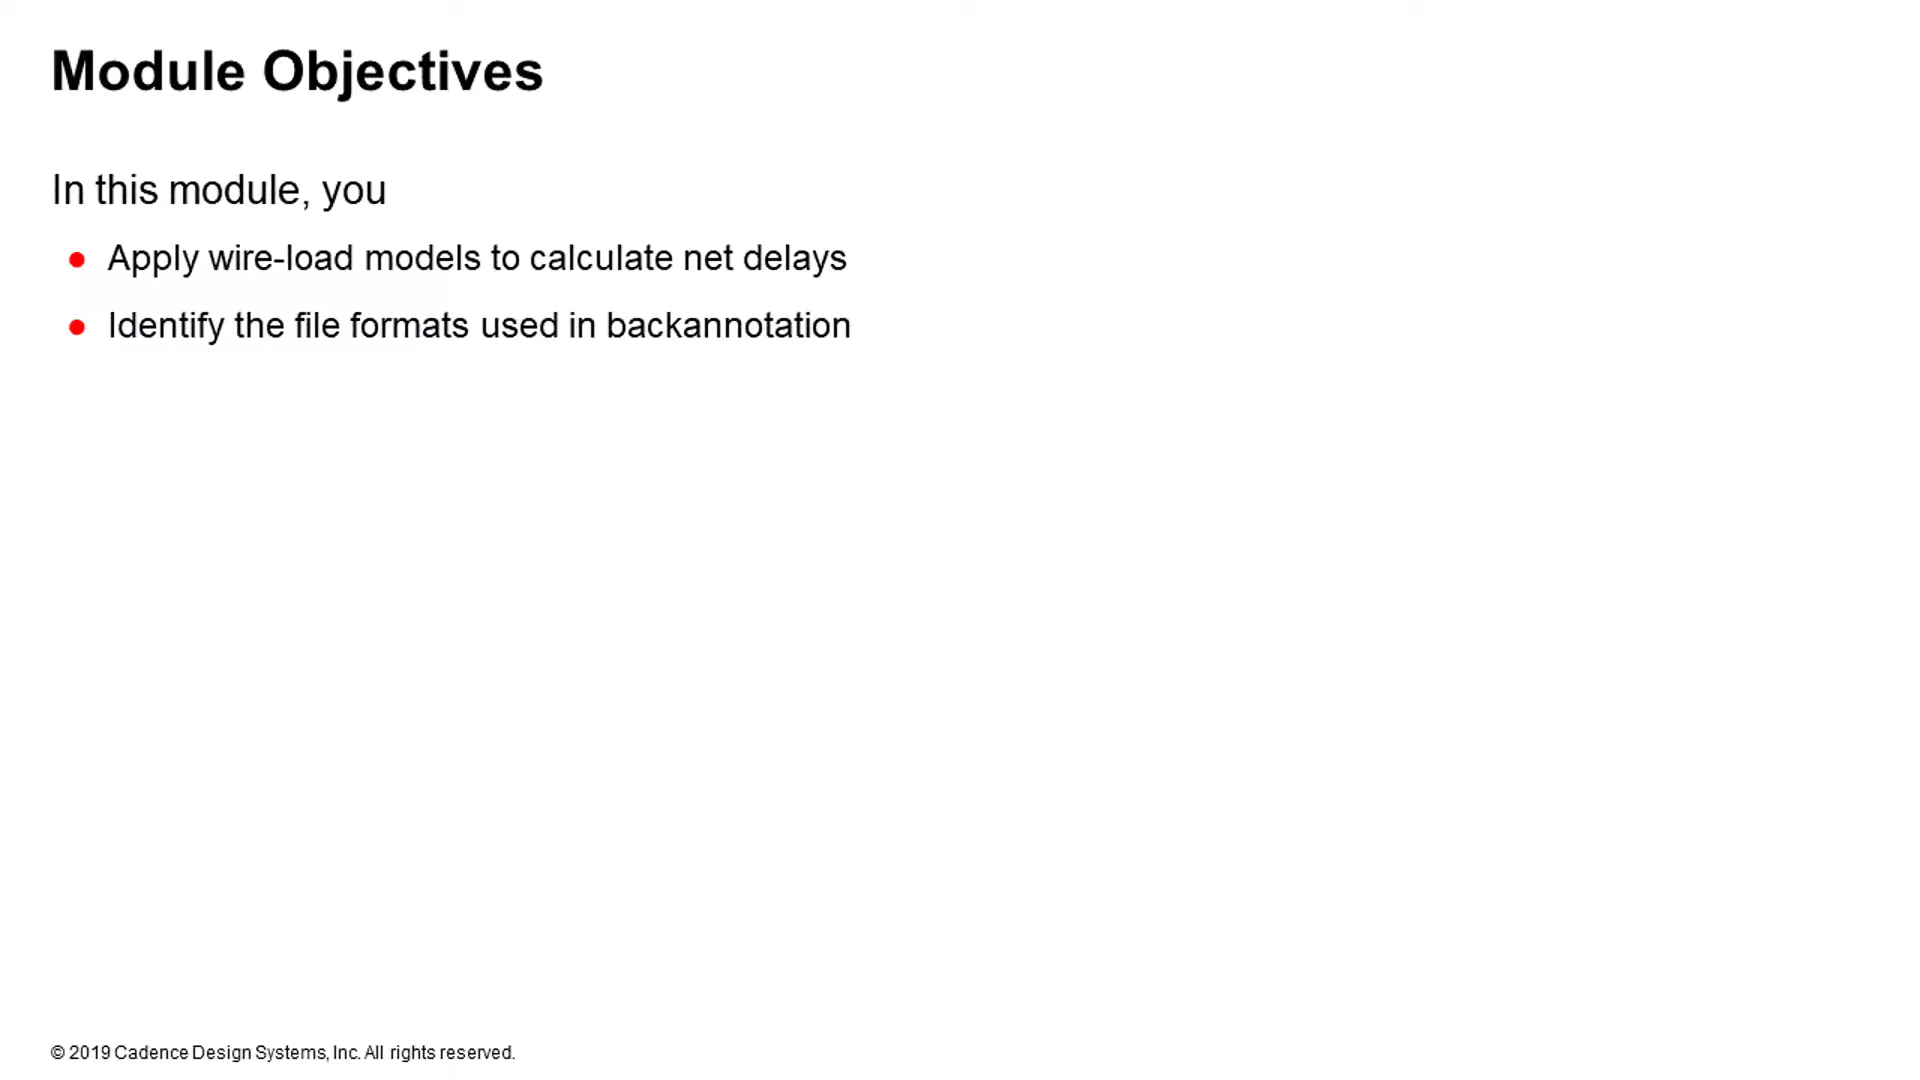 Module Objectives
In this module, you
● Apply wire-load models to calculate net delays
● Identify the file formats used in backannotation
© 2019 Cadence Design Systems, Inc. All rights reserved.